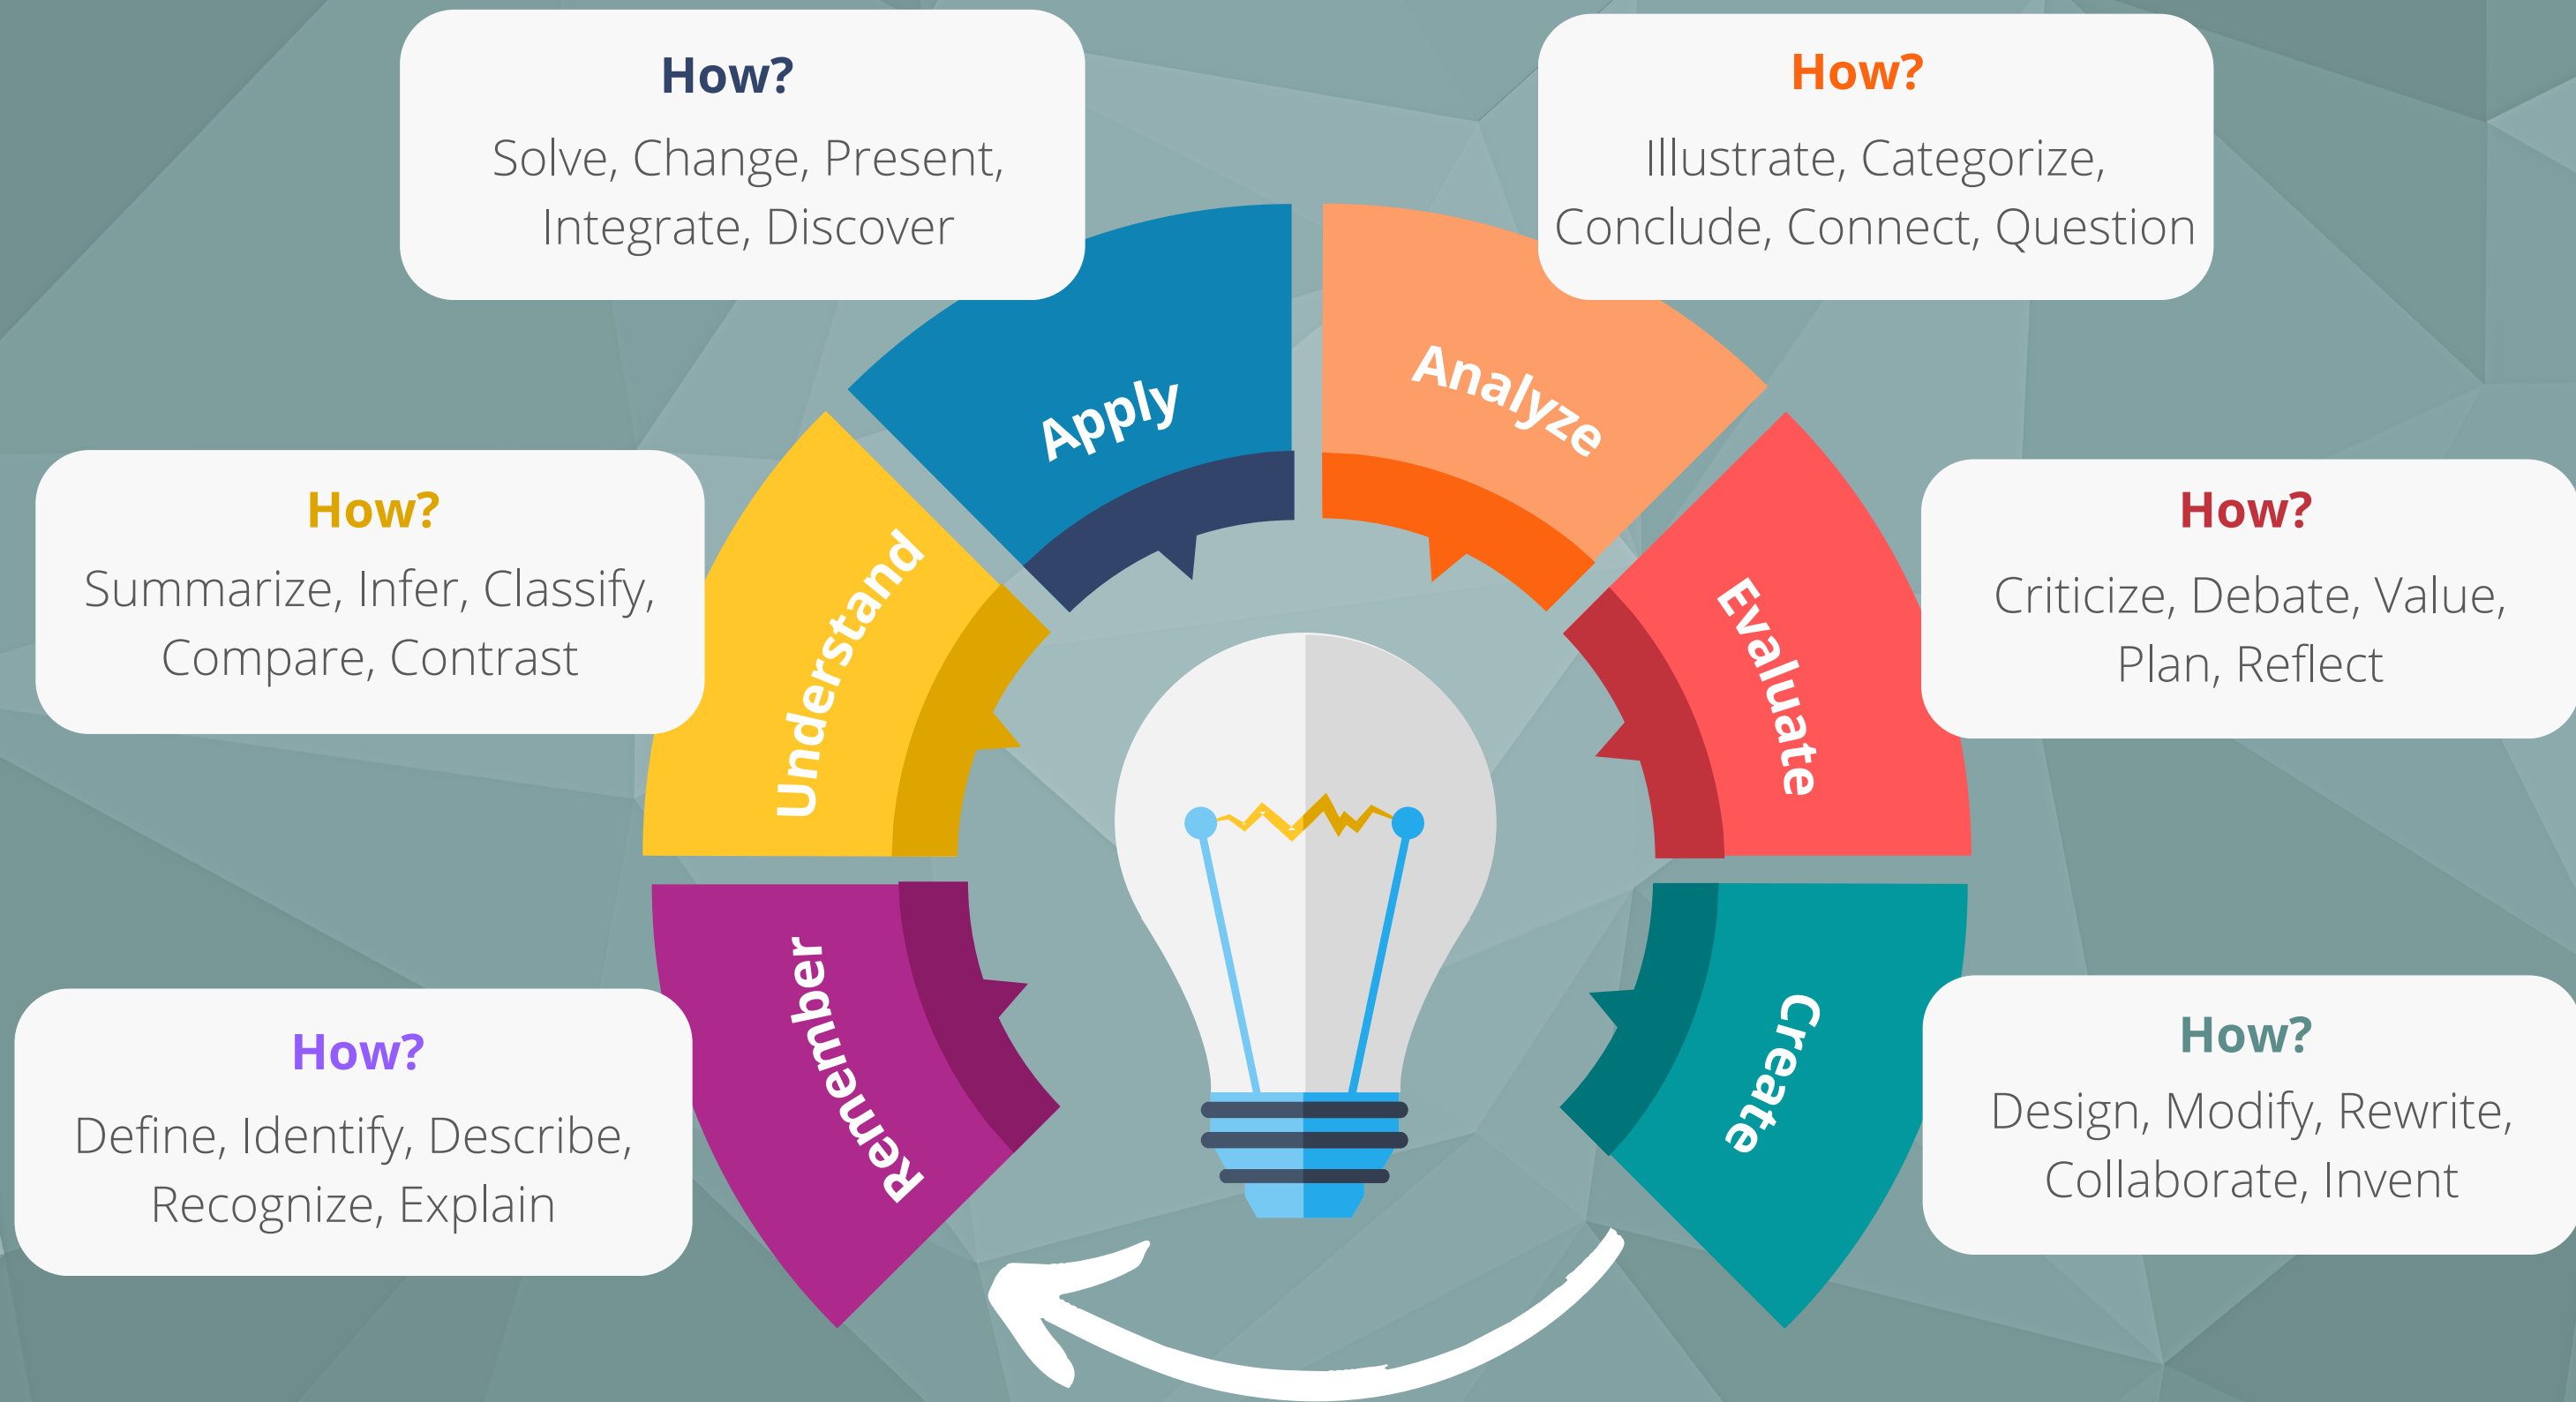 How?
Solve, Change, Present,
Integrate, Discover
How?
Illustrate, Categorize,
Conclude, Connect, Question
Apply
Analyze
How?
Summarize, Infer, Classify,
Compare, Contrast
Understand
Evaluate
How?
Criticize, Debate, Value,
Plan, Reflect
How?
Define, Identify, Describe,
Recognize, Explain
Remember
Create
How?
Design, Modify, Rewrite,
Collaborate, Invent